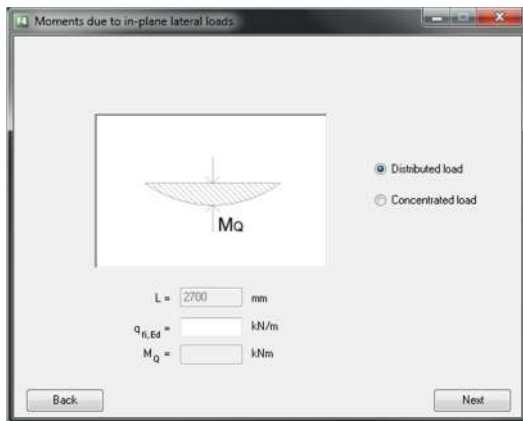 Moments due to in-plane lateral loads
Distributed load
Concentrated load
MQ
L = 2700 mm
qfi,Ed = kN/m
MQ = kNm
Back
Next